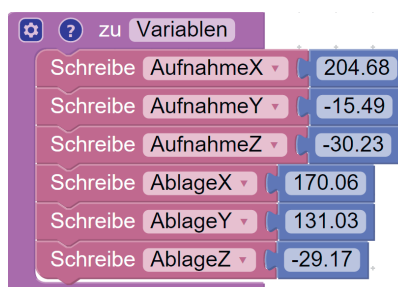 ? zu Variablen
Schreibe AufnahmeX 204.68
Schreibe AufnahmeY -15.49
Schreibe AufnahmeZ -30.23
Schreibe AblageX 170.06
Schreibe AblageY 131.03
Schreibe AblageZ -29.17